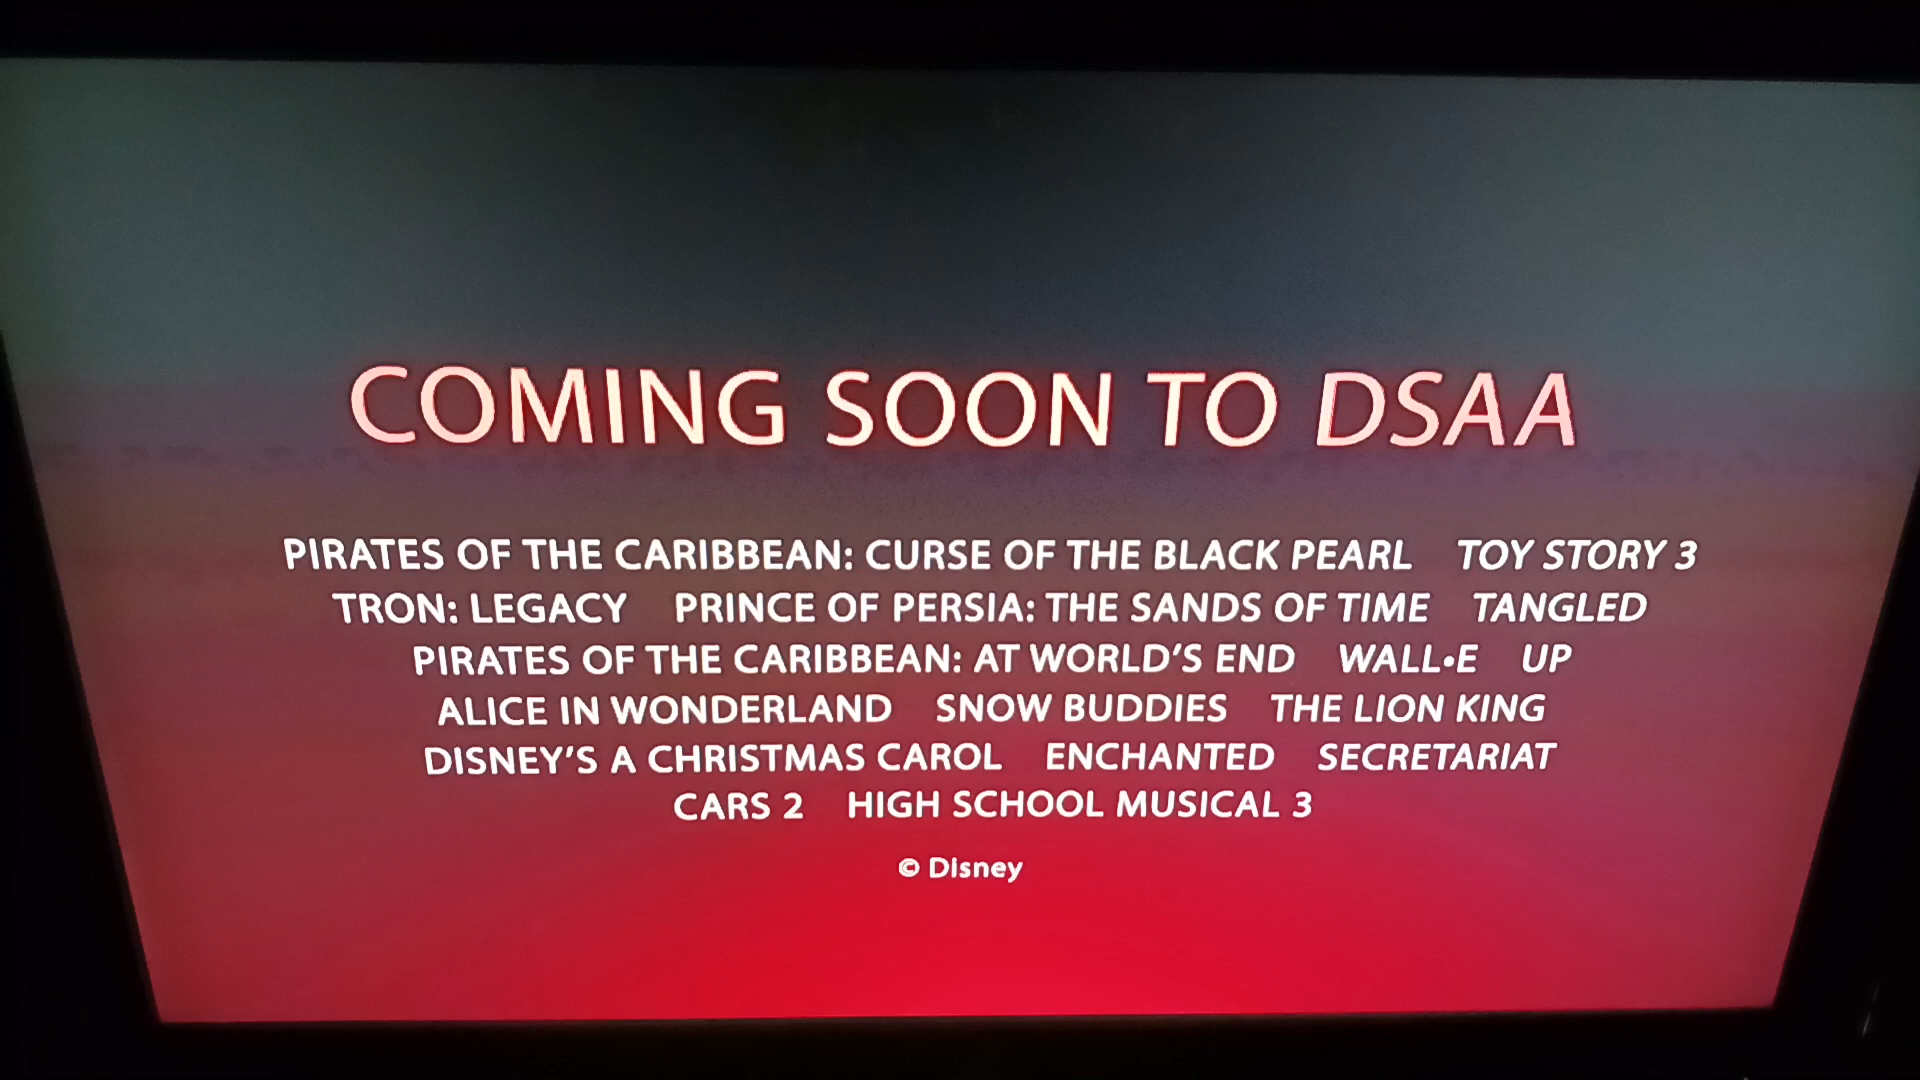 COMING SOON TO DSAA
PIRATES OF THE CARIBBEAN: CURSE OF THE BLACK PEARL TOY STORY 3
TRON: LEGACY PRINCE OF PERSIA: THE SANDS OF TIME TANGLED
PIRATES OF THE CARIBBEAN: AT WORLD'S END WALL•E UP
ALICE IN WONDERLAND SNOW BUDDIES THE LION KING
DISNEY'S A CHRISTMAS CAROL ENCHANTED SECRETARIAT
CARS 2 HIGH SCHOOL MUSICAL 3
© Disney